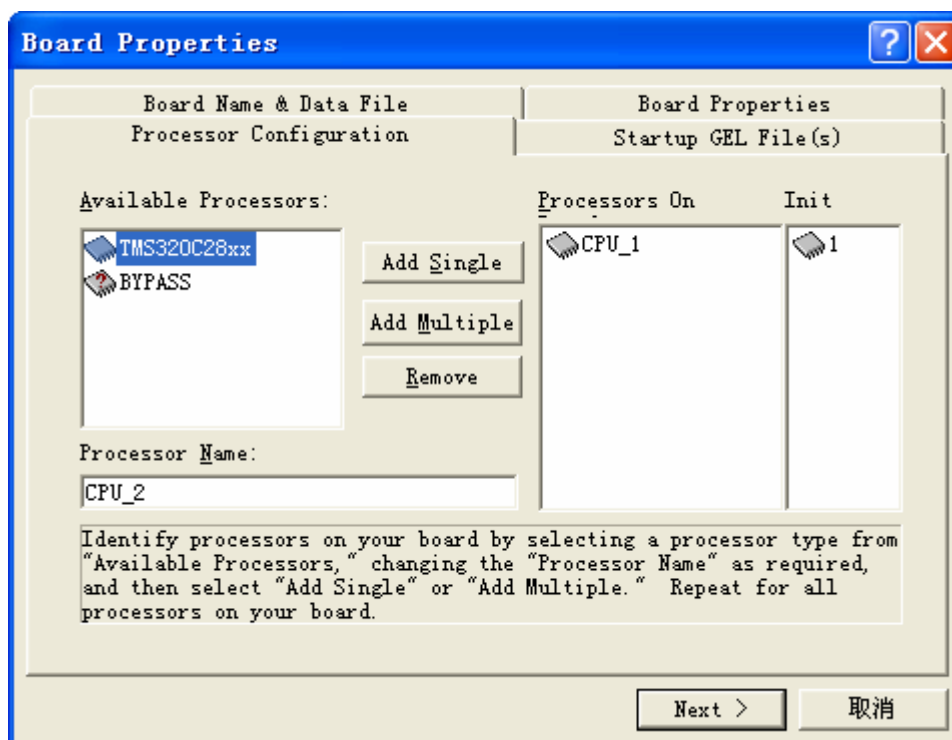 Board Properties
Board Name & Data File
Board Properties
Processor Configuration
Startup GEL File(s)
Available Processors:
Processors On
Init
TMS320C28xx
BYPASS
Add Single
Add Multiple
Remove
CPU_1
1
Processor Name:
CPU_2
Identify processors on your board by selecting a processor type from
"Available Processors," changing the "Processor Name" as required,
and then select "Add Single" or "Add Multiple." Repeat for all
processors on your board.
Next >
取消